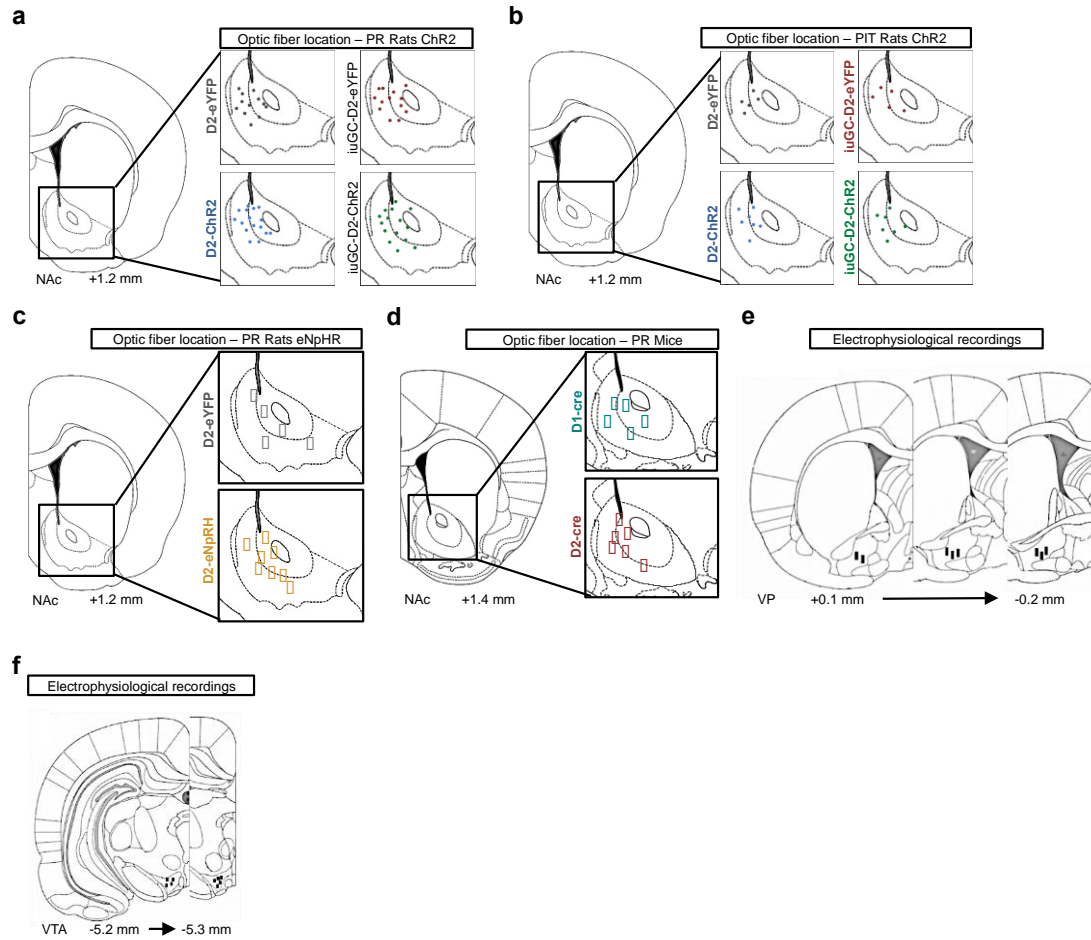 a
Optic fiber location – PR Rats ChR2
D2-eYFP
iuGC-D2-eYFP
D2-ChR2
iuGC-D2-ChR2
NAc +1.2 mm
b
Optic fiber location – PIT Rats ChR2
D2-eYFP
iuGC-D2-eYFP
D2-ChR2
iuGC-D2-ChR2
NAc +1.2 mm
c
Optic fiber location – PR Rats eNpHR
D2-eYFP
D2-eNpRH
NAc +1.2 mm
d
Optic fiber location – PR Mice
D1-cre
D2-cre
NAc +1.4 mm
e
Electrophysiological recordings
VP +0.1 mm -0.2 mm
f
Electrophysiological recordings
VTA -5.2 mm -5.3 mm